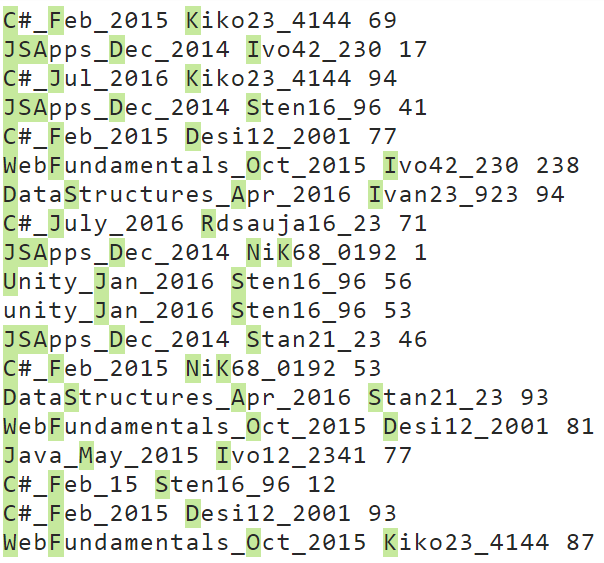 C#_Feb_2015 Kiko23_4144 69
JSApps_Dec_2014 Ivo42_230 17
C#_Jul_2016 Kiko23_4144 94
JSApps_Dec_2014 Sten16_96 41
C#_Feb_2015 Desi12_2001 77
WebFundamentals_Oct_2015 Ivo42_230 238
DataStructures_Apr_2016 Ivan23_923 94
C#_July_2016 Rdsauja16_23 71
JSApps_Dec_2014 NiK68_0192 1
Unity_Jan_2016 Sten16_96 56
unity_Jan_2016 Sten16_96 53
JSApps_Dec_2014 Stan21_23 46
C#_Feb_2015 NiK68_0192 53
DataStructures_Apr_2016 Stan21_23 93
WebFundamentals_Oct_2015 Desi12_2001 81
Java_May_2015 Ivo12_2341 77
C#_Feb_15 Sten16_96 12
C#_Feb_2015 Desi12_2001 93
WebFundamentals_Oct_2015 Kiko23_4144 87